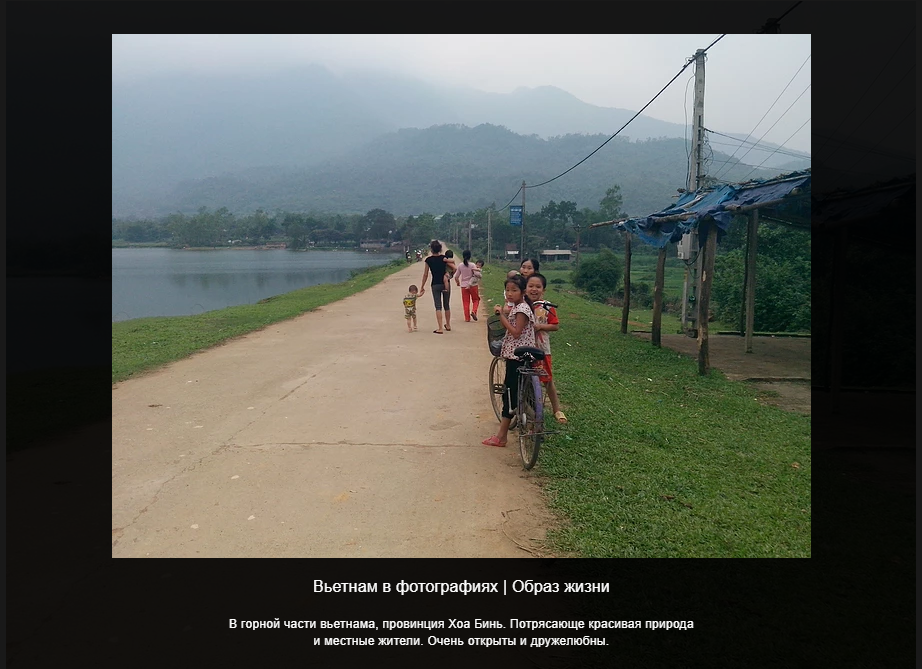 Вьетнам в фотографиях | Образ жизни
В горной части вьетнама, провинция Хоа Бинь. Потрясающе красивая природа
и местные жители. Очень открыты и дружелюбны.